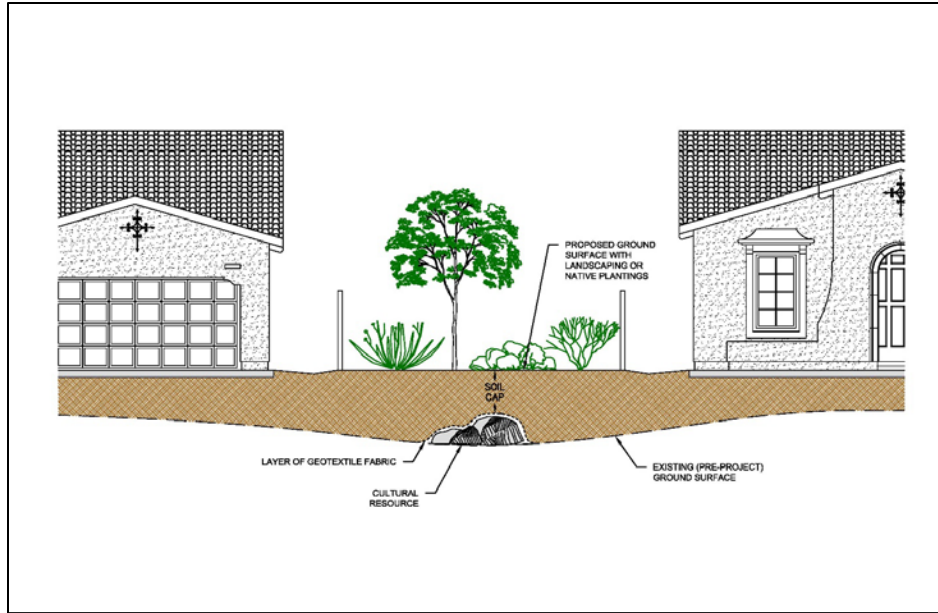 PROPOSED GROUND
SURFACE WITH
LANDSCAPING OR
NATIVE PLANTINGS
SOIL
CAP
LAYER OF GEOTEXTILE FABRIC
CULTURAL
RESOURCE
EXISTING (PRE-PROJECT)
GROUND SURFACE